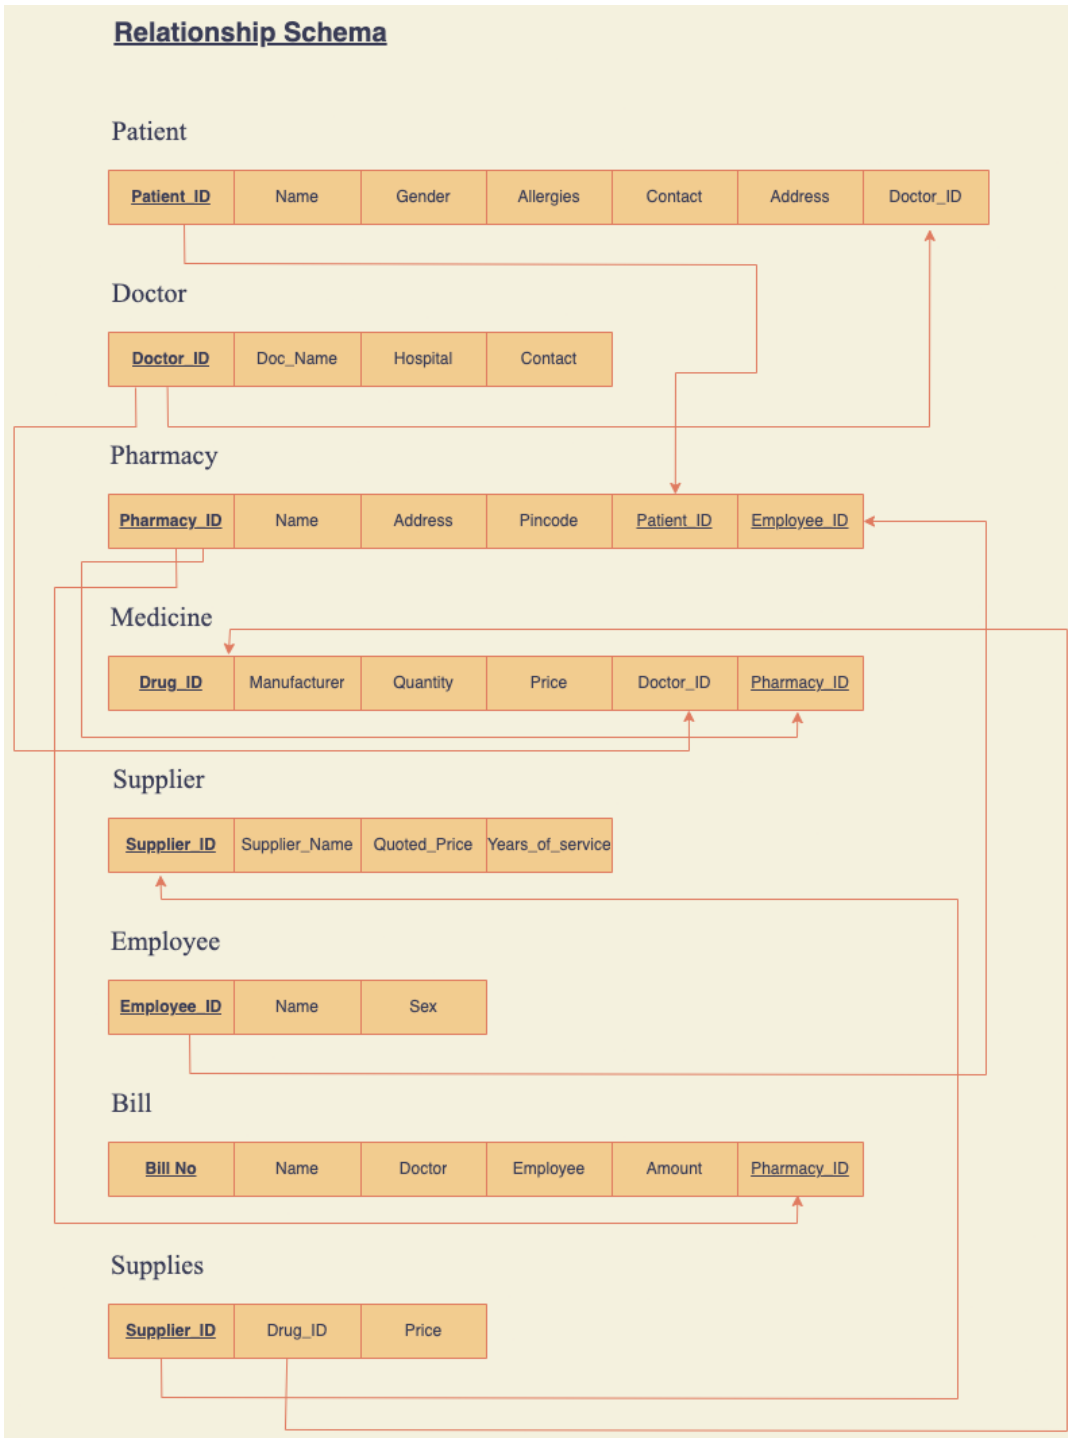 Relationship Schema
Patient
Patient_ID Name Gender Allergies Contact Address Doctor_ID
Doctor
Doctor_ID Doc_Name Hospital Contact
Pharmacy
Pharmacy_ID Name Address Pincode Patient_ID Employee_ID
Medicine
Drug_ID Manufacturer Quantity Price Doctor_ID Pharmacy_ID
Supplier
Supplier_ID Supplier_Name Quoted_Price Years_of_service
Employee
Employee_ID Name Sex
Bill
Bill No Name Doctor Employee Amount Pharmacy_ID
Supplies
Supplier_ID Drug_ID Price